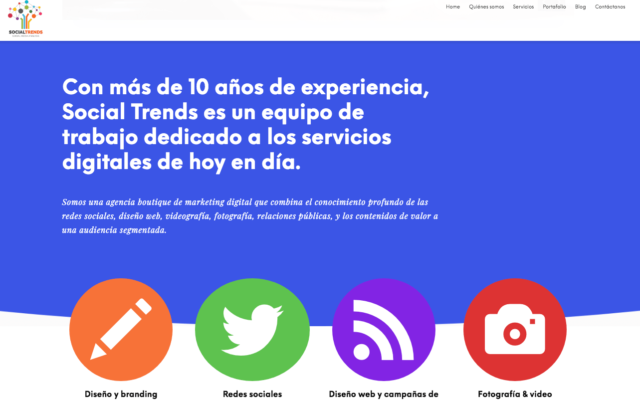 Home Quiénes somos Servicios Portafolio Blog Contáctanos
SOCIALTRENDS
Con más de 10 años de experiencia,
Social Trends es un equipo de
trabajo dedicado a los servicios
digitales de hoy en día.
Somos una agencia boutique de marketing digital que combina el conocimiento profundo de las
redes sociales, diseño web, videografía, fotografía, relaciones públicas, y los contenidos de valor a
una audiencia segmentada.
Diseño y branding
Redes sociales
Diseño web y campañas de
Fotografía & video